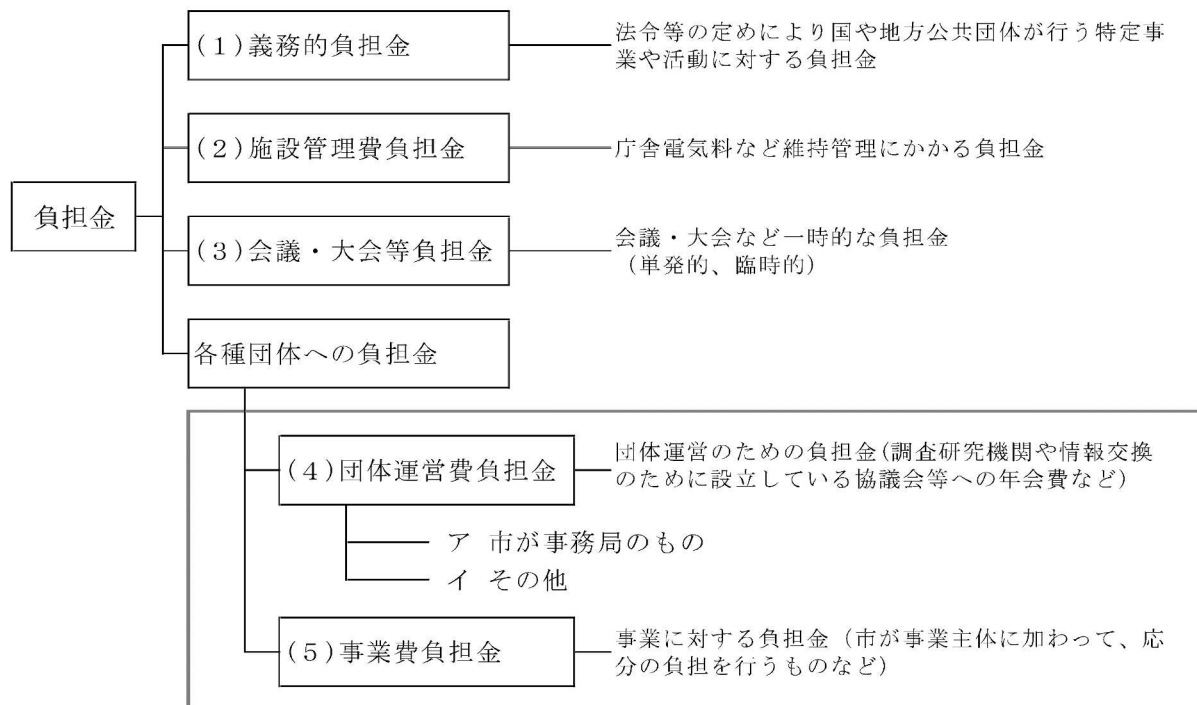 負担金
(1)義務的負担金
法令等の定めにより国や地方公共団体が行う特定事
業や活動に対する負担金
(2)施設管理費負担金
庁舎電気料など維持管理にかかる負担金
(3)会議・大会等負担金
会議・大会など一時的な負担金
(単発的、臨時的)
各種団体への負担金
(4)団体運営費負担金
団体運営のための負担金(調査研究機関や情報交換
のために設立している協議会等への年会費など)
ア 市が事務局のもの
イ その他
(5)事業費負担金
事業に対する負担金(市が事業主体に加わって、応
分の負担を行うものなど)